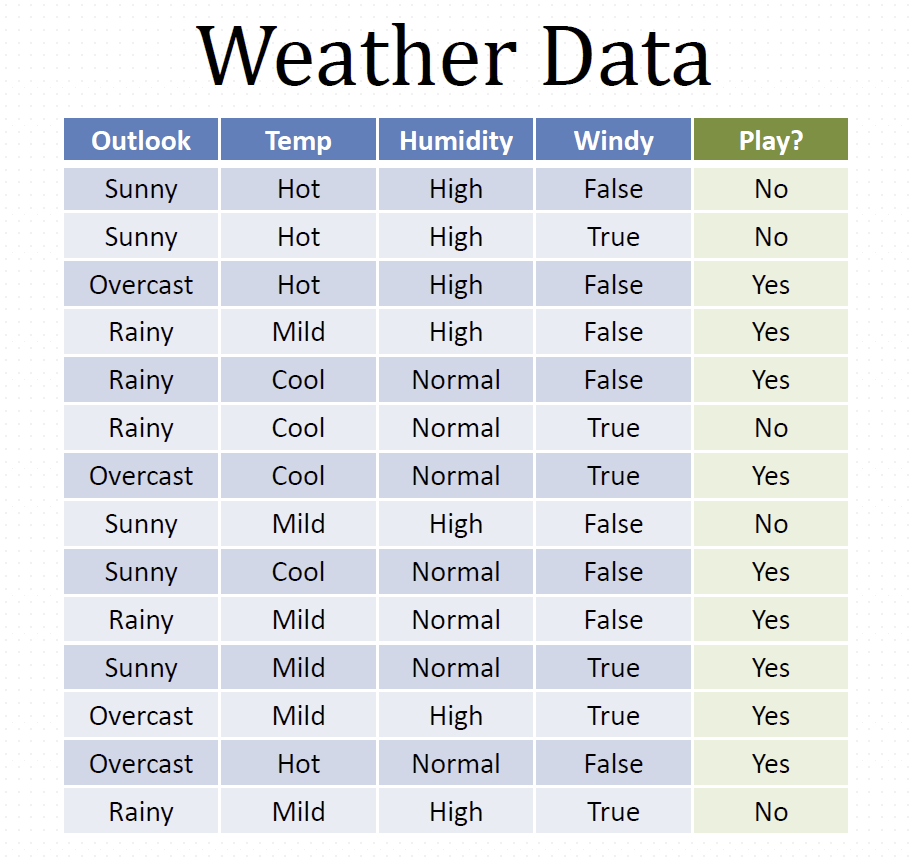 Weather Data
Outlook Temp Humidity Windy Play?
Sunny Hot High False No
Sunny Hot High True No
Overcast Hot High False Yes
Rainy Mild High False Yes
Rainy Cool Normal False Yes
Rainy Cool Normal True No
Overcast Cool Normal True Yes
Sunny Mild High False No
Sunny Cool Normal False Yes
Rainy Mild Normal False Yes
Sunny Mild Normal True Yes
Overcast Mild High True Yes
Overcast Hot Normal False Yes
Rainy Mild High True No